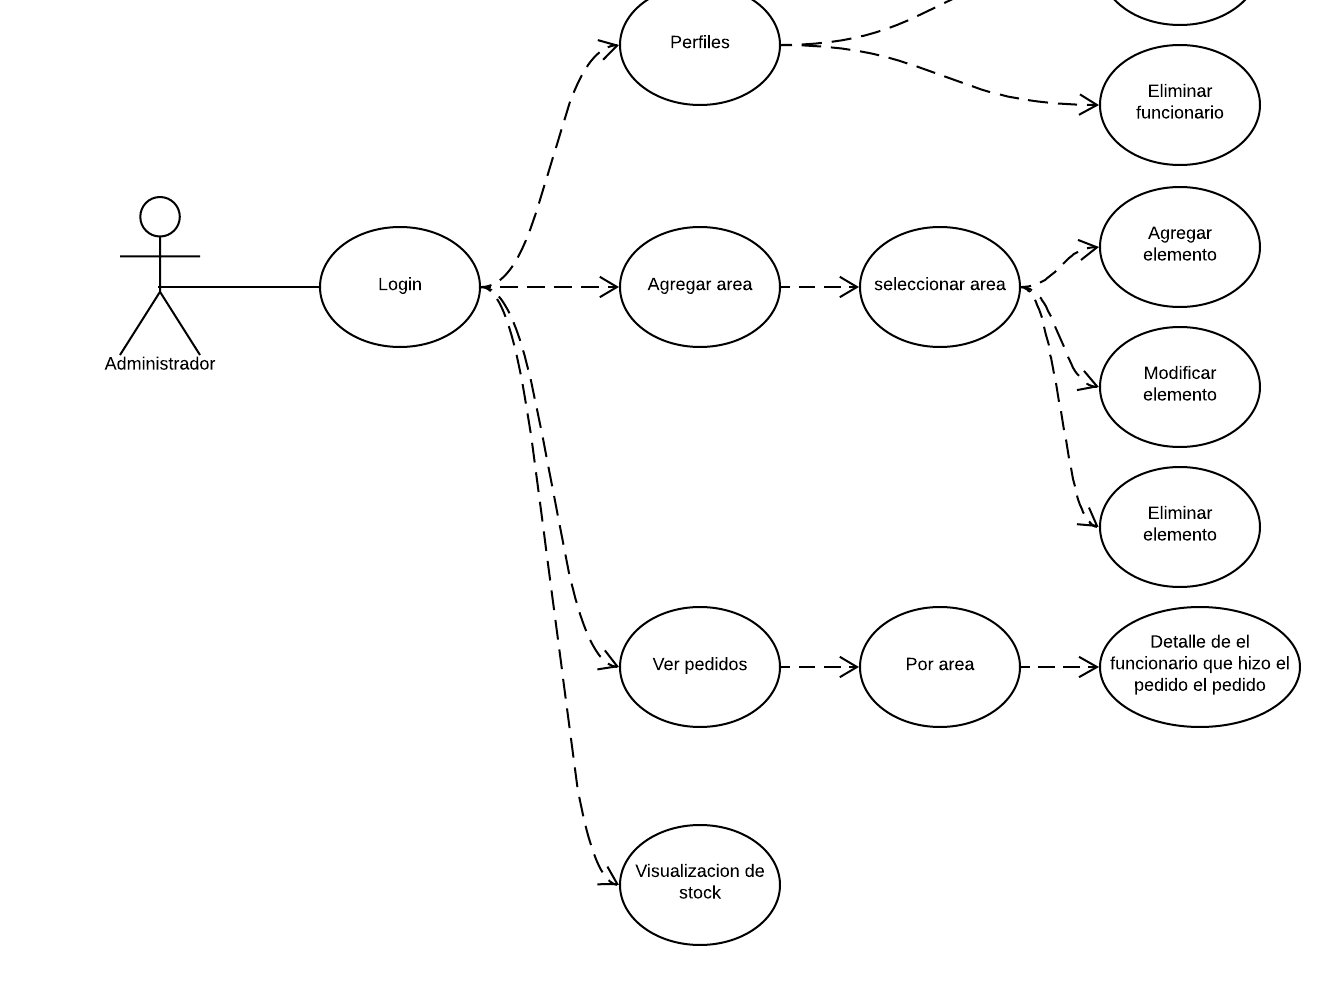 Perfiles
Eliminar
funcionario
Administrador
Login
Agregar area
seleccionar area
Agregar
elemento
Modificar
elemento
Eliminar
elemento
Ver pedidos
Por area
Detalle de el
funcionario que hizo el
pedido el pedido
Visualizacion de
stock